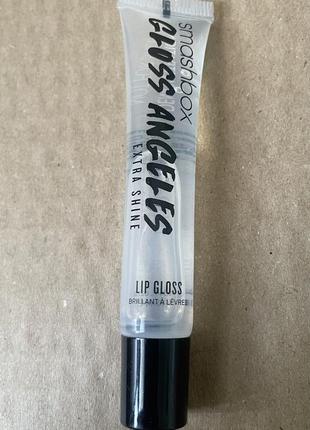 smashbox
GLOSS ANGELES
EXTRA SHINE
LIP GLOSS
BRILLANT À LÈVRES